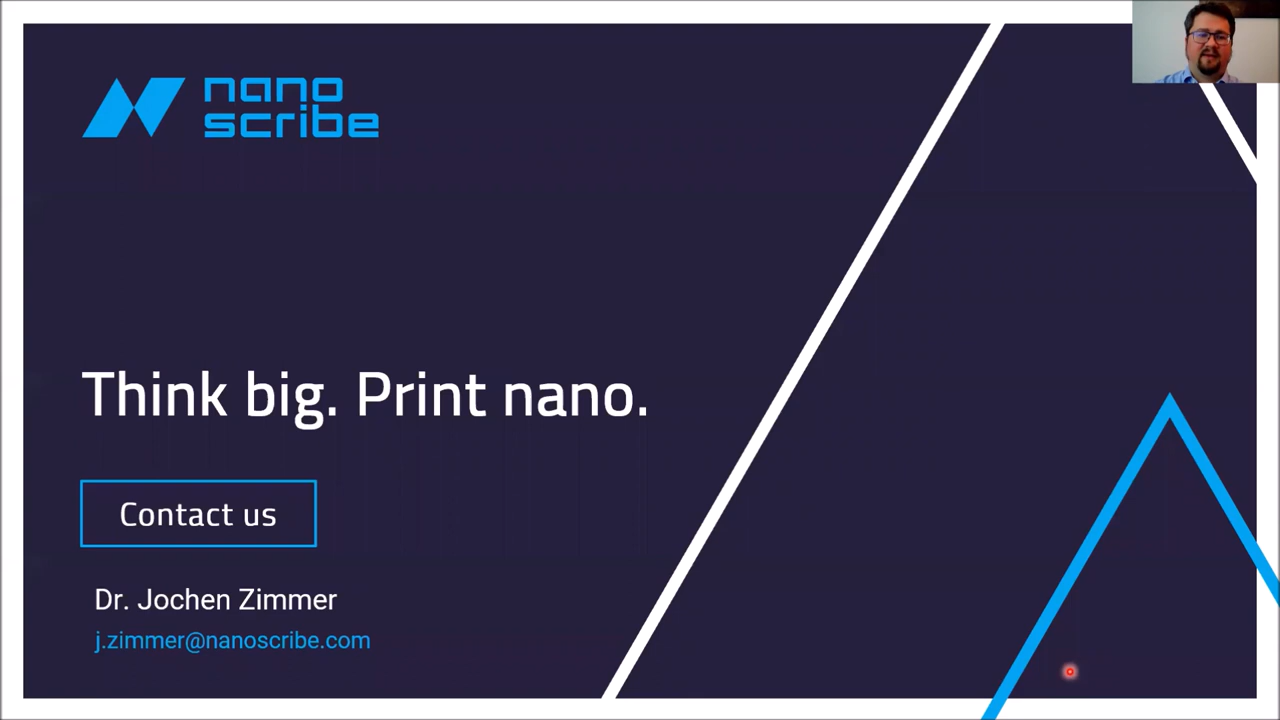 nano
scribe
Think big. Print nano.
Contact us
Dr. Jochen Zimmer
j.zimmer@nanoscribe.com